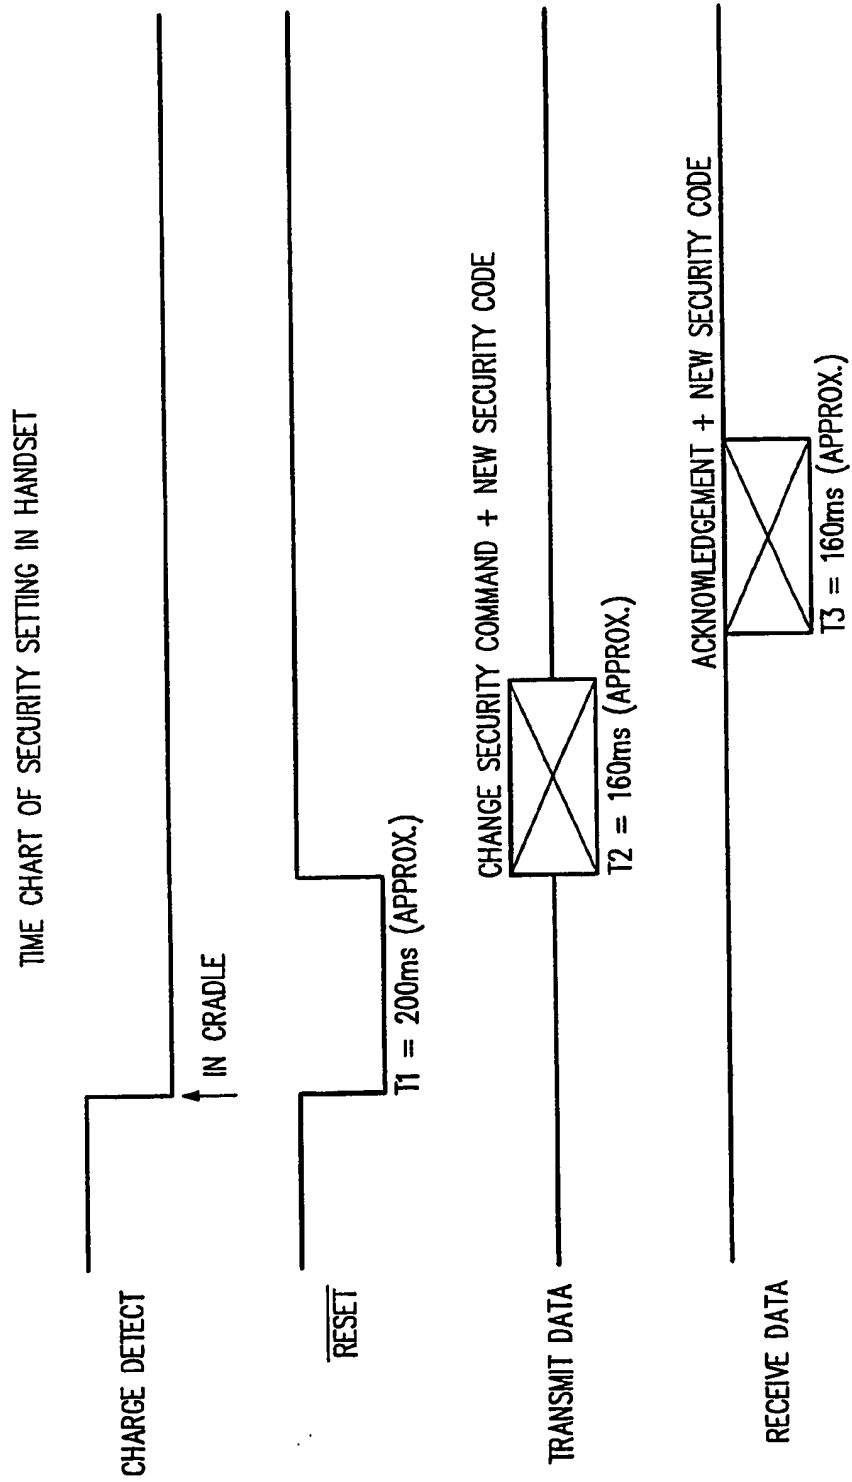 TIME CHART OF SECURITY SETTING IN HANDSET
CHARGE DETECT
IN CRADLE
RESET
T1 = 200ms (APPROX.)
TRANSMIT DATA
CHANGE SECURITY COMMAND + NEW SECURITY CODE
T2 = 160ms (APPROX.)
RECEIVE DATA
ACKNOWLEDGEMENT + NEW SECURITY CODE
T3 = 160ms (APPROX.)